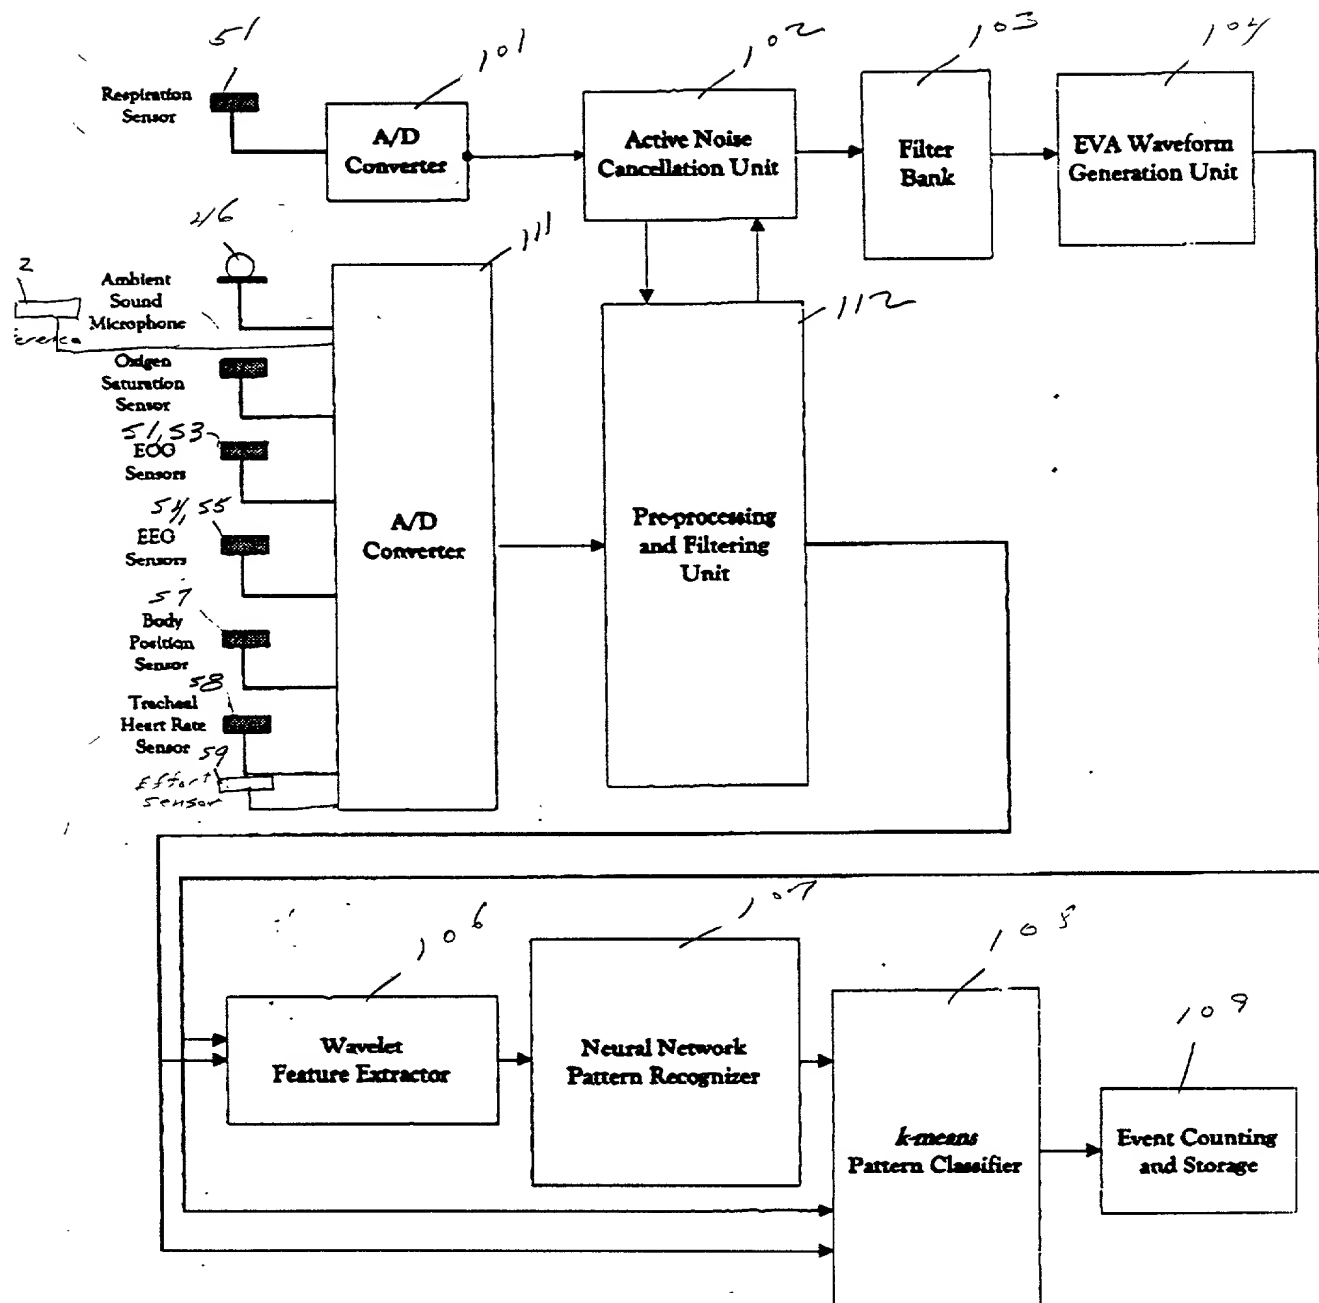 51
101
102
103
104
Respiration
Sensor
A/D
Converter
Active Noise
Cancellation Unit
Filter
Bank
EVA Waveform
Generation Unit
46
111
2
Ambient
Sound
Microphone
112
Oxigen
Saturation
Sensor
51, 53
EOG
Sensors
54, 55
EEG
Sensors
A/D
Converter
Pre-processing
and Filtering
Unit
57
Body
Position
Sensor
58
Tracheal
Heart Rate
Sensor
59
Effort
Sensor
106
107
108
109
Wavelet
Feature Extractor
Neural Network
Pattern Recognizer
k-means
Pattern Classifier
Event Counting
and Storage